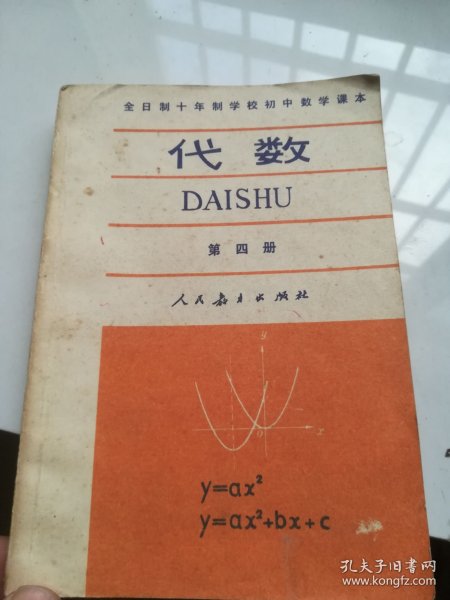 全日制十年制学校初中数学课本
代数
DAISHU
第四册
人民教育出版社
y
O
x
y=ax²
y=ax²+bx+c
孔夫子旧书网
www.kongfz.com